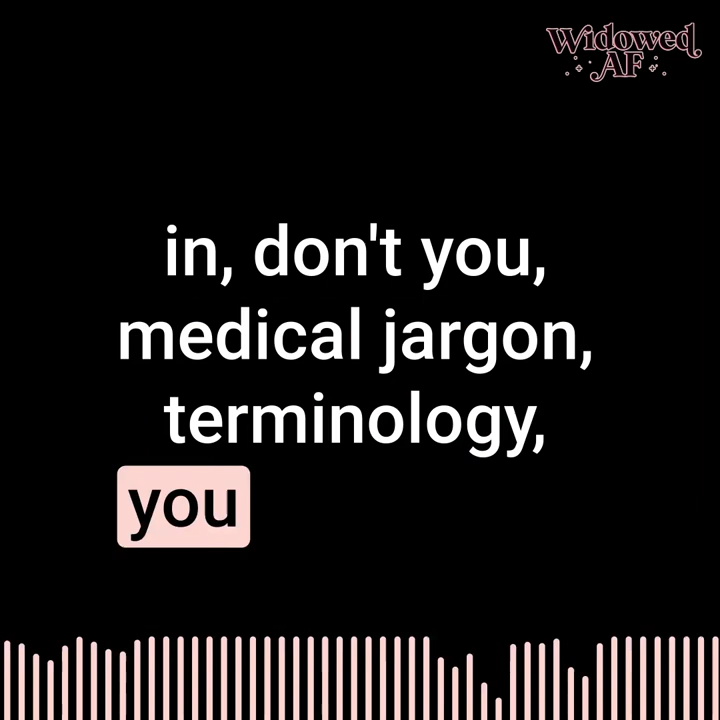 Widowed
AF
in, don't you,
medical jargon,
terminology,
you